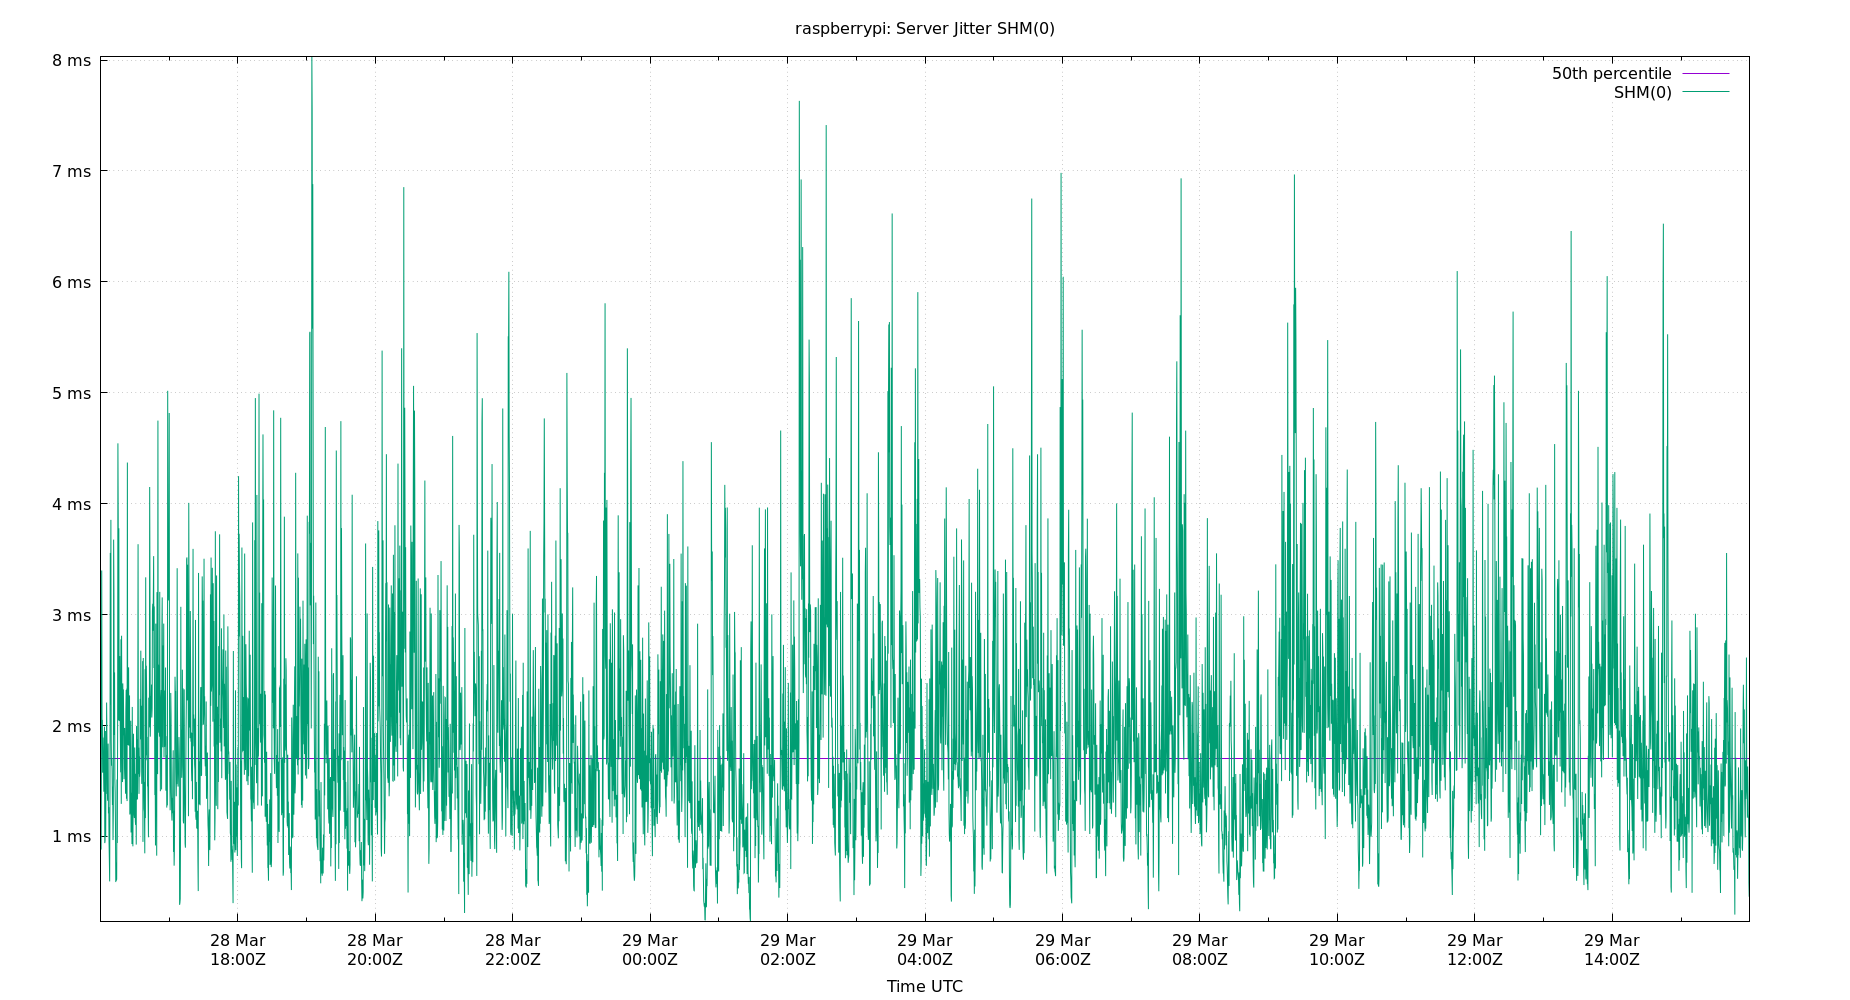 raspberrypi: Server Jitter SHM(0)
50th percentile
SHM(0)
8 ms
7 ms
6 ms
5 ms
4 ms
3 ms
2 ms
1 ms
28 Mar 28 Mar 28 Mar 29 Mar 29 Mar 29 Mar 29 Mar 29 Mar 29 Mar 29 Mar 29 Mar
18:00Z 20:00Z 22:00Z 00:00Z 02:00Z 04:00Z 06:00Z 08:00Z 10:00Z 12:00Z 14:00Z
Time UTC